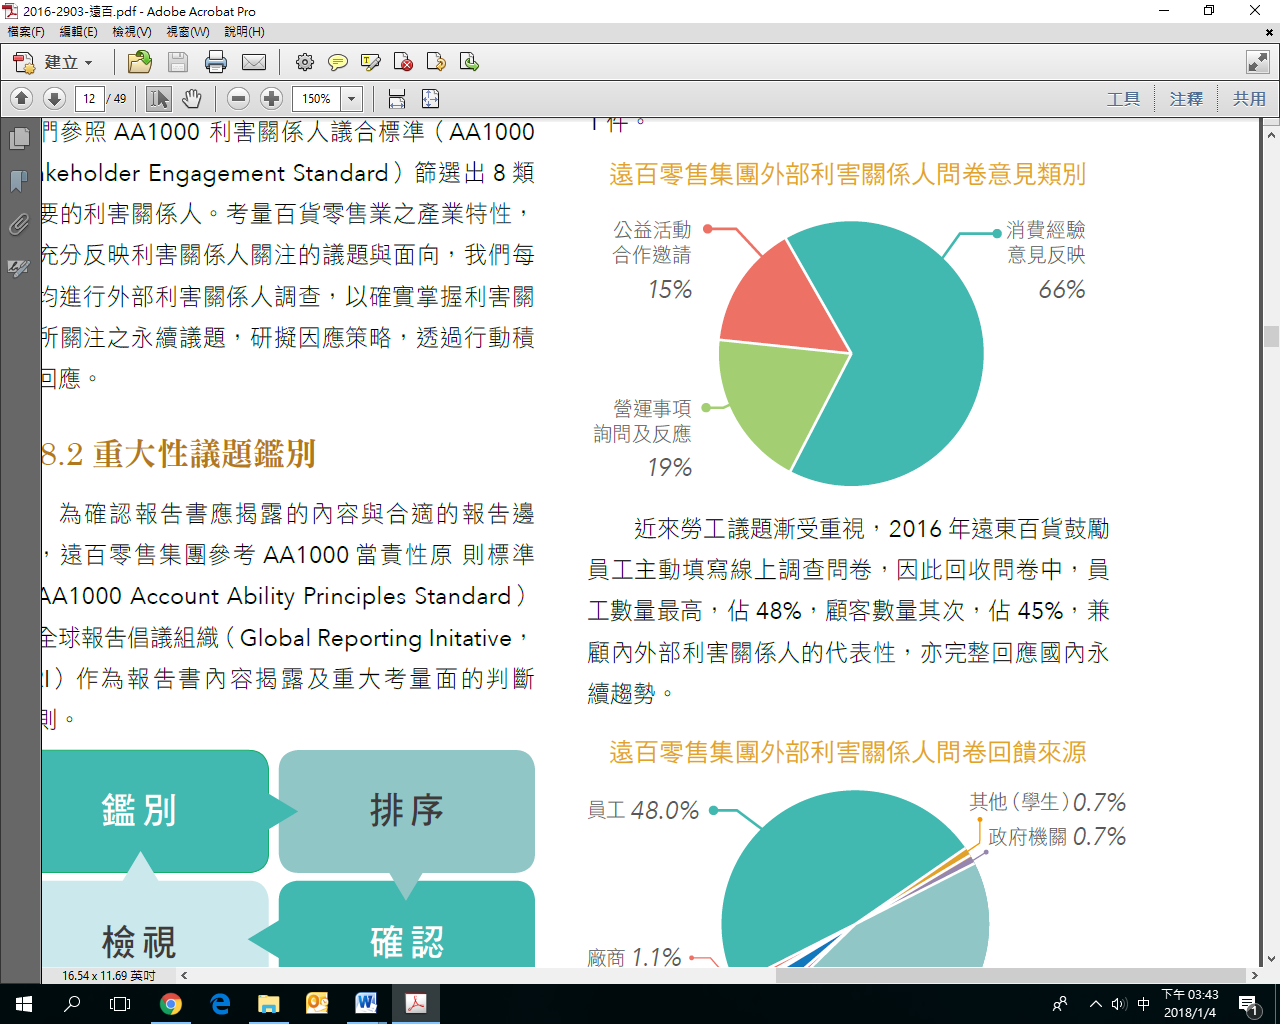 2016-2903-遠百.pdf - Adobe Acrobat Pro
檔案(F) 編輯(E) 檢視(V) 視窗(W) 說明(H)
建立
12 / 49 150% 工具 注釋 共用
們參照 AA1000 利害關係人議合標準（AA1000
akeholder Engagement Standard）篩選出 8 類
要的利害關係人。考量百貨零售業之產業特性，
充分反映利害關係人關注的議題與面向，我們每
均進行外部利害關係人調查，以確實掌握利害關
所關注之永續議題，研擬因應策略，透過行動積
回應。
8.2 重大性議題鑑別
為確認報告書應揭露的內容與合適的報告邊
，遠百零售集團參考 AA1000 當責性原 則標準
AA1000 Account Ability Principles Standard）
全球報告倡議組織（Global Reporting Initative，
RI）作為報告書內容揭露及重大考量面的判斷
則。
鑑別 排序
檢視 確認
1 件。
遠百零售集團外部利害關係人問卷意見類別
公益活動
合作邀請
15%
消費經驗
意見反映
66%
營運事項
詢問及反應
19%
近來勞工議題漸受重視，2016 年遠東百貨鼓勵
員工主動填寫線上調查問卷，因此回收問卷中，員
工數量最高，佔 48%，顧客數量其次，佔 45%，兼
顧內外部利害關係人的代表性，亦完整回應國內永
續趨勢。
遠百零售集團外部利害關係人問卷回饋來源
員工 48.0%
其他（學生）0.7%
政府機關 0.7%
廠商 1.1%
16.54 x 11.69 英吋
中
下午 03:43
2018/1/4
1